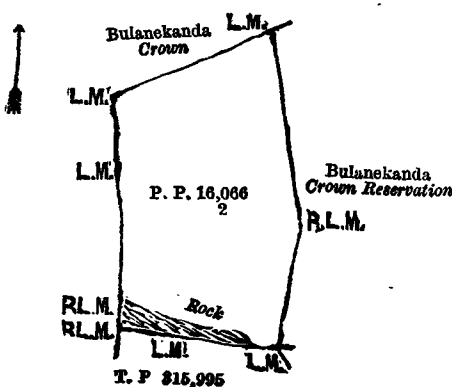 L.M.
Bulanekanda
Crown
L.M.
L.M.
Bulanekanda
Crown Reservation
P. P. 16,066
2
R.L.M.
Rock
R.L.M.
R.L.M.
L.M.
L.M.
T. P 315,995